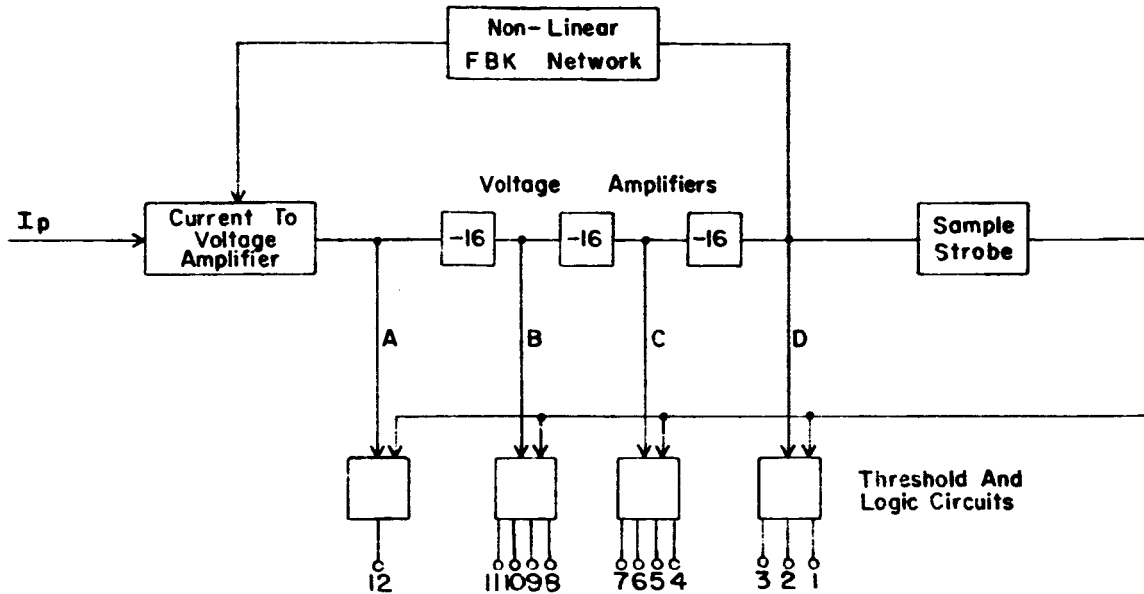 Non-Linear
FBK Network
Voltage Amplifiers
Ip
Current To
Voltage
Amplifier
-16
-16
-16
Sample
Strobe
A
B
C
D
Threshold And
Logic Circuits
12
11 10 9 8
7 6 5 4
3 2 1